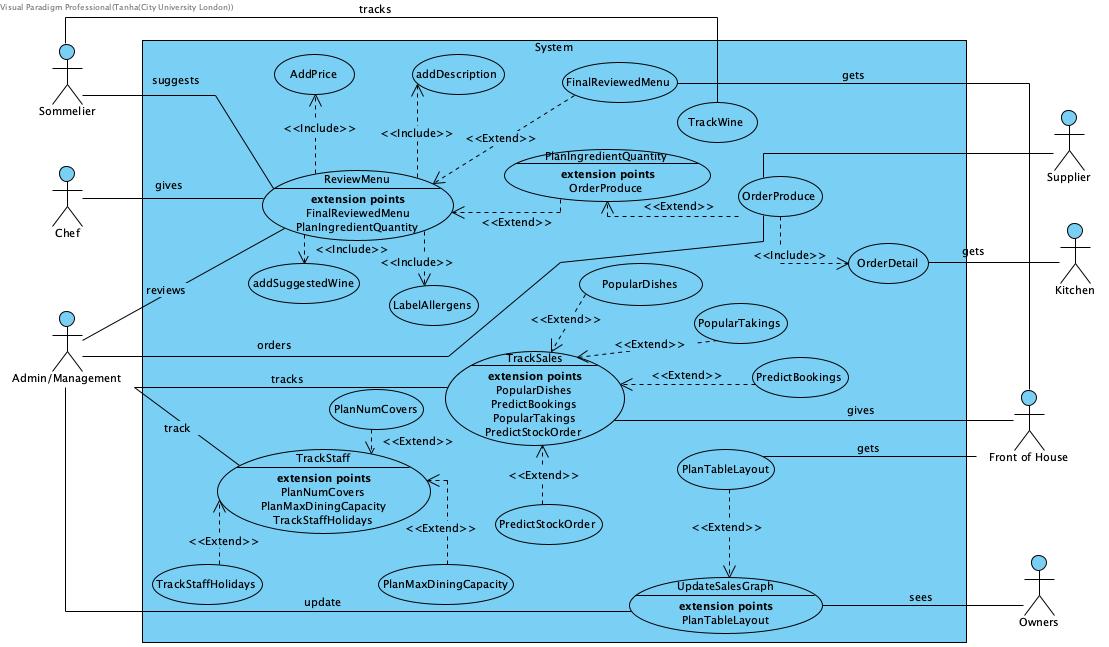 Visual Paradigm Professional(Tanha(City University London))
tracks
System
Sommelier
suggests
AddPrice
addDescription
FinalReviewedMenu
gets
TrackWine
<<Include>>
<<Include>>
<<Extend>>
Supplier
PlanIngredientQuantity
extension points
OrderProduce
Chef
gives
ReviewMenu
extension points
FinalReviewedMenu
PlanIngredientQuantity
<<Extend>>
<<Extend>>
OrderProduce
<<Include>>
<<Include>>
<<Include>>
OrderDetail
gets
Kitchen
addSuggestedWine
LabelAllergens
reviews
PopularDishes
<<Extend>>
PopularTakings
<<Extend>>
orders
Admin/Management
tracks
TrackSales
extension points
PopularDishes
PredictBookings
PopularTakings
PredictStockOrder
<<Extend>>
PredictBookings
gives
Front of House
PlanNumCovers
<<Extend>>
track
TrackStaff
extension points
PlanNumCovers
PlanMaxDiningCapacity
TrackStaffHolidays
gets
PlanTableLayout
<<Extend>>
PredictStockOrder
<<Extend>>
<<Extend>>
<<Extend>>
TrackStaffHolidays
PlanMaxDiningCapacity
update
UpdateSalesGraph
extension points
PlanTableLayout
sees
Owners